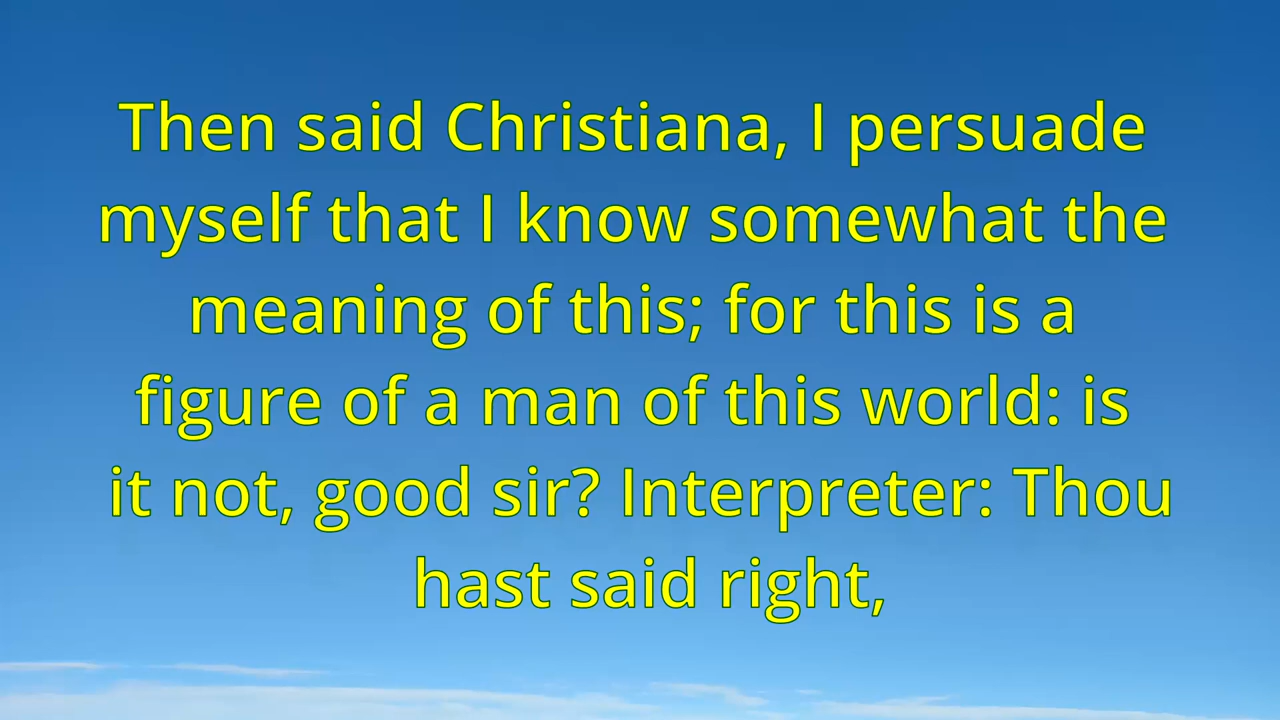 Then said Christiana, I persuade
myself that I know somewhat the
meaning of this; for this is a
figure of a man of this world: is
it not, good sir? Interpreter: Thou
hast said right,